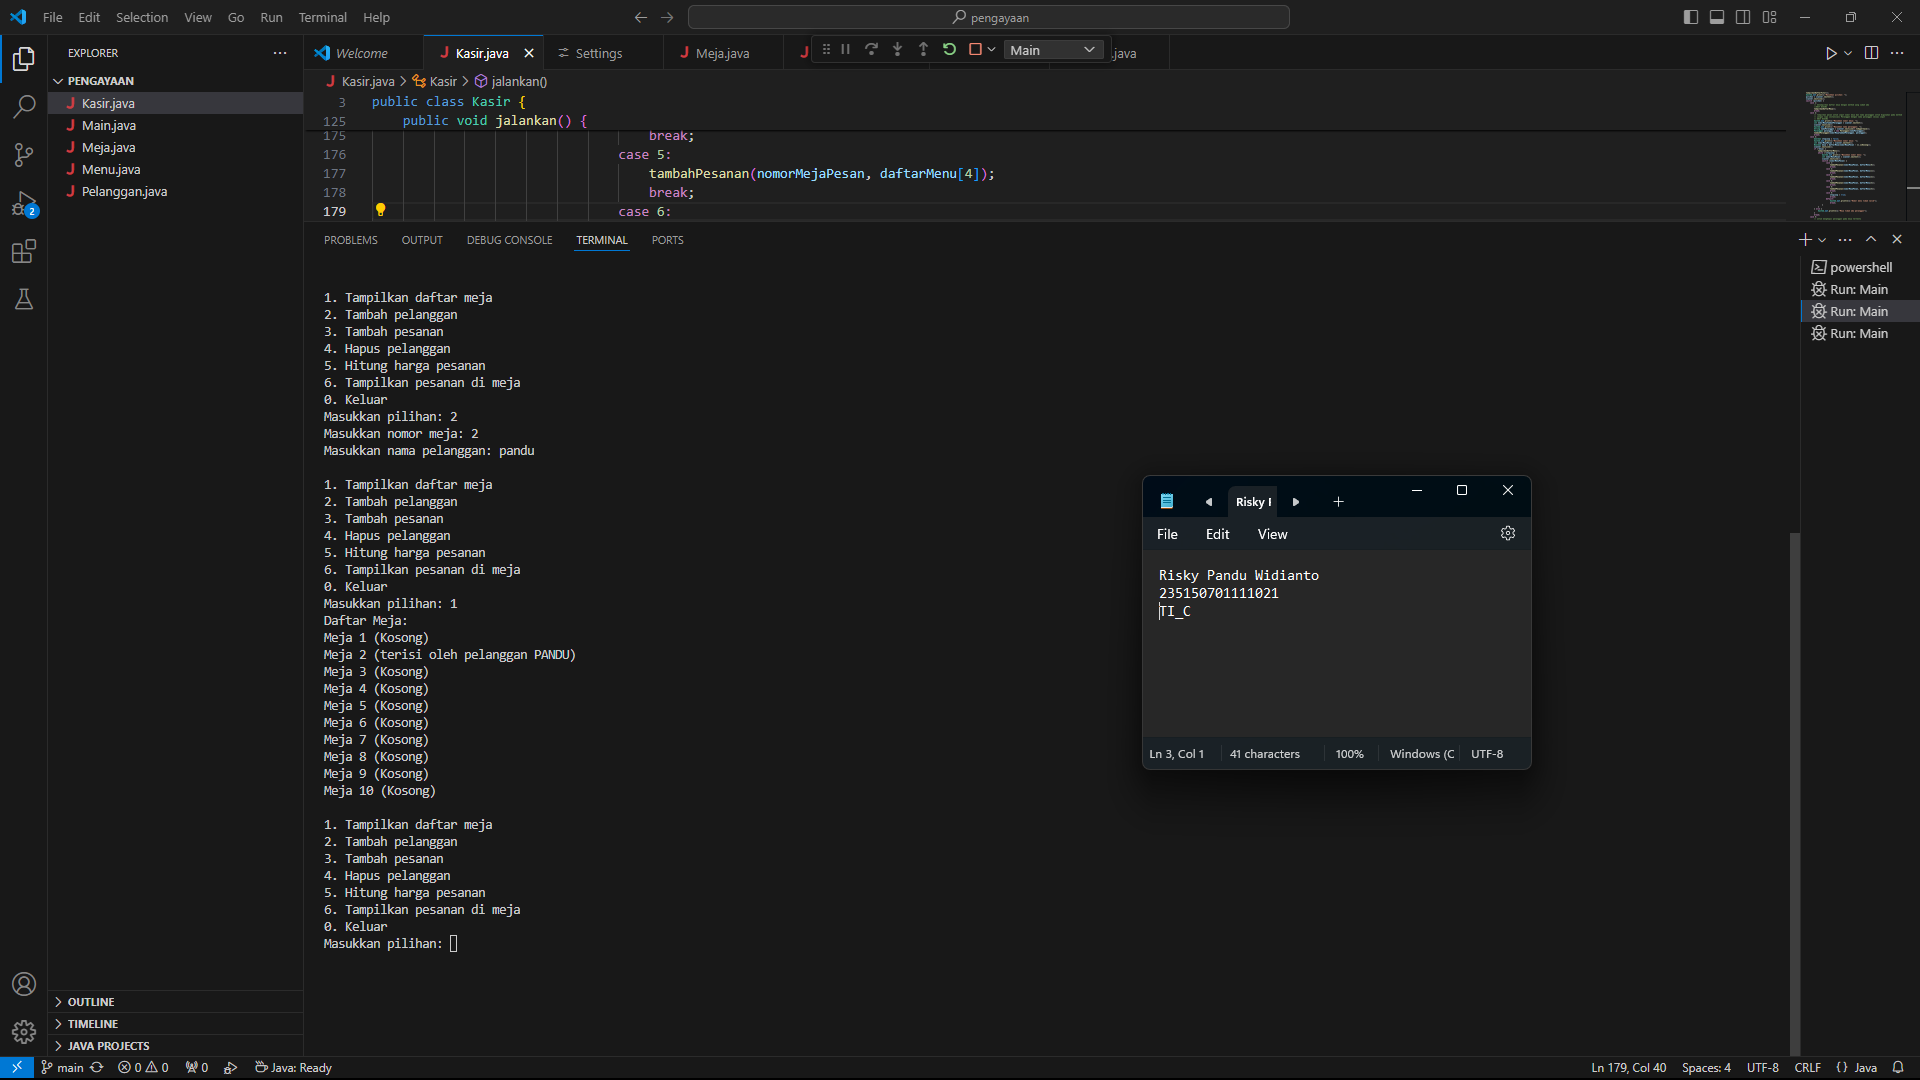 File Edit Selection View Go Run Terminal Help
pengayaan
EXPLORER
PENGAYAAN
Kasir.java
Main.java
Meja.java
Menu.java
Pelanggan.java
OUTLINE
TIMELINE
JAVA PROJECTS
Welcome Kasir.java Settings Meja.java Main .java
Kasir.java > Kasir > jalankan()
3 public class Kasir {
125 public void jalankan() {
175 break;
176 case 5:
177 tambahPesanan(nomorMejaPesan, daftarMenu[4]);
178 break;
179 case 6:
PROBLEMS OUTPUT DEBUG CONSOLE TERMINAL PORTS
1. Tampilkan daftar meja
2. Tambah pelanggan
3. Tambah pesanan
4. Hapus pelanggan
5. Hitung harga pesanan
6. Tampilkan pesanan di meja
0. Keluar
Masukkan pilihan: 2
Masukkan nomor meja: 2
Masukkan nama pelanggan: pandu
1. Tampilkan daftar meja
2. Tambah pelanggan
3. Tambah pesanan
4. Hapus pelanggan
5. Hitung harga pesanan
6. Tampilkan pesanan di meja
0. Keluar
Masukkan pilihan: 1
Daftar Meja:
Meja 1 (Kosong)
Meja 2 (terisi oleh pelanggan PANDU)
Meja 3 (Kosong)
Meja 4 (Kosong)
Meja 5 (Kosong)
Meja 6 (Kosong)
Meja 7 (Kosong)
Meja 8 (Kosong)
Meja 9 (Kosong)
Meja 10 (Kosong)
1. Tampilkan daftar meja
2. Tambah pelanggan
3. Tambah pesanan
4. Hapus pelanggan
5. Hitung harga pesanan
6. Tampilkan pesanan di meja
0. Keluar
Masukkan pilihan:
powershell
Run: Main
Run: Main
Run: Main
Risky
File Edit View
Risky Pandu Widianto
235150701111021
TI_C
Ln 3, Col 1 41 characters 100% Windows (C UTF-8
2
main 0 0 0 Java: Ready
Ln 179, Col 40 Spaces: 4 UTF-8 CRLF {} Java